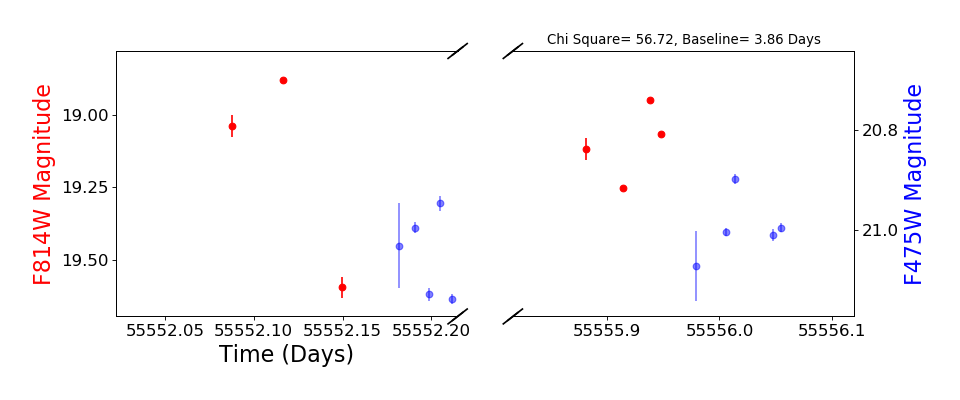 Chi Square= 56.72, Baseline= 3.86 Days
F814W Magnitude
19.00
19.25
19.50
20.8
21.0
F475W Magnitude
55552.05 55552.10 55552.15 55552.20 55555.9 55556.0 55556.1
Time (Days)